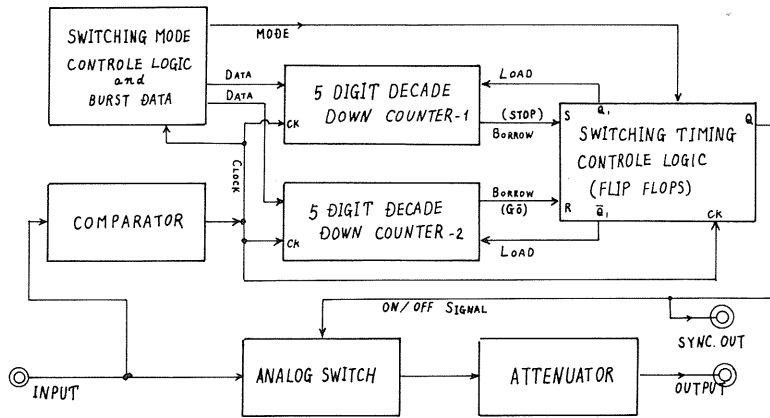 SWITCHING MODE
CONTROLE LOGIC
and
BURST DATA
MODE
DATA
DATA
5 DIGIT DECADE
DOWN COUNTER-1
CK
LOAD
(STOP)
BORROW
S
Q₁
Q
SWITCHING TIMING
CONTROLE LOGIC
(FLIP FLOPS)
R
Q̅₁
CK
CLOCK
COMPARATOR
5 DIGIT DECADE
DOWN COUNTER-2
CK
BORROW
(GO)
LOAD
ON/OFF SIGNAL
SYNC. OUT
INPUT
ANALOG SWITCH
ATTENUATOR
OUTPUT